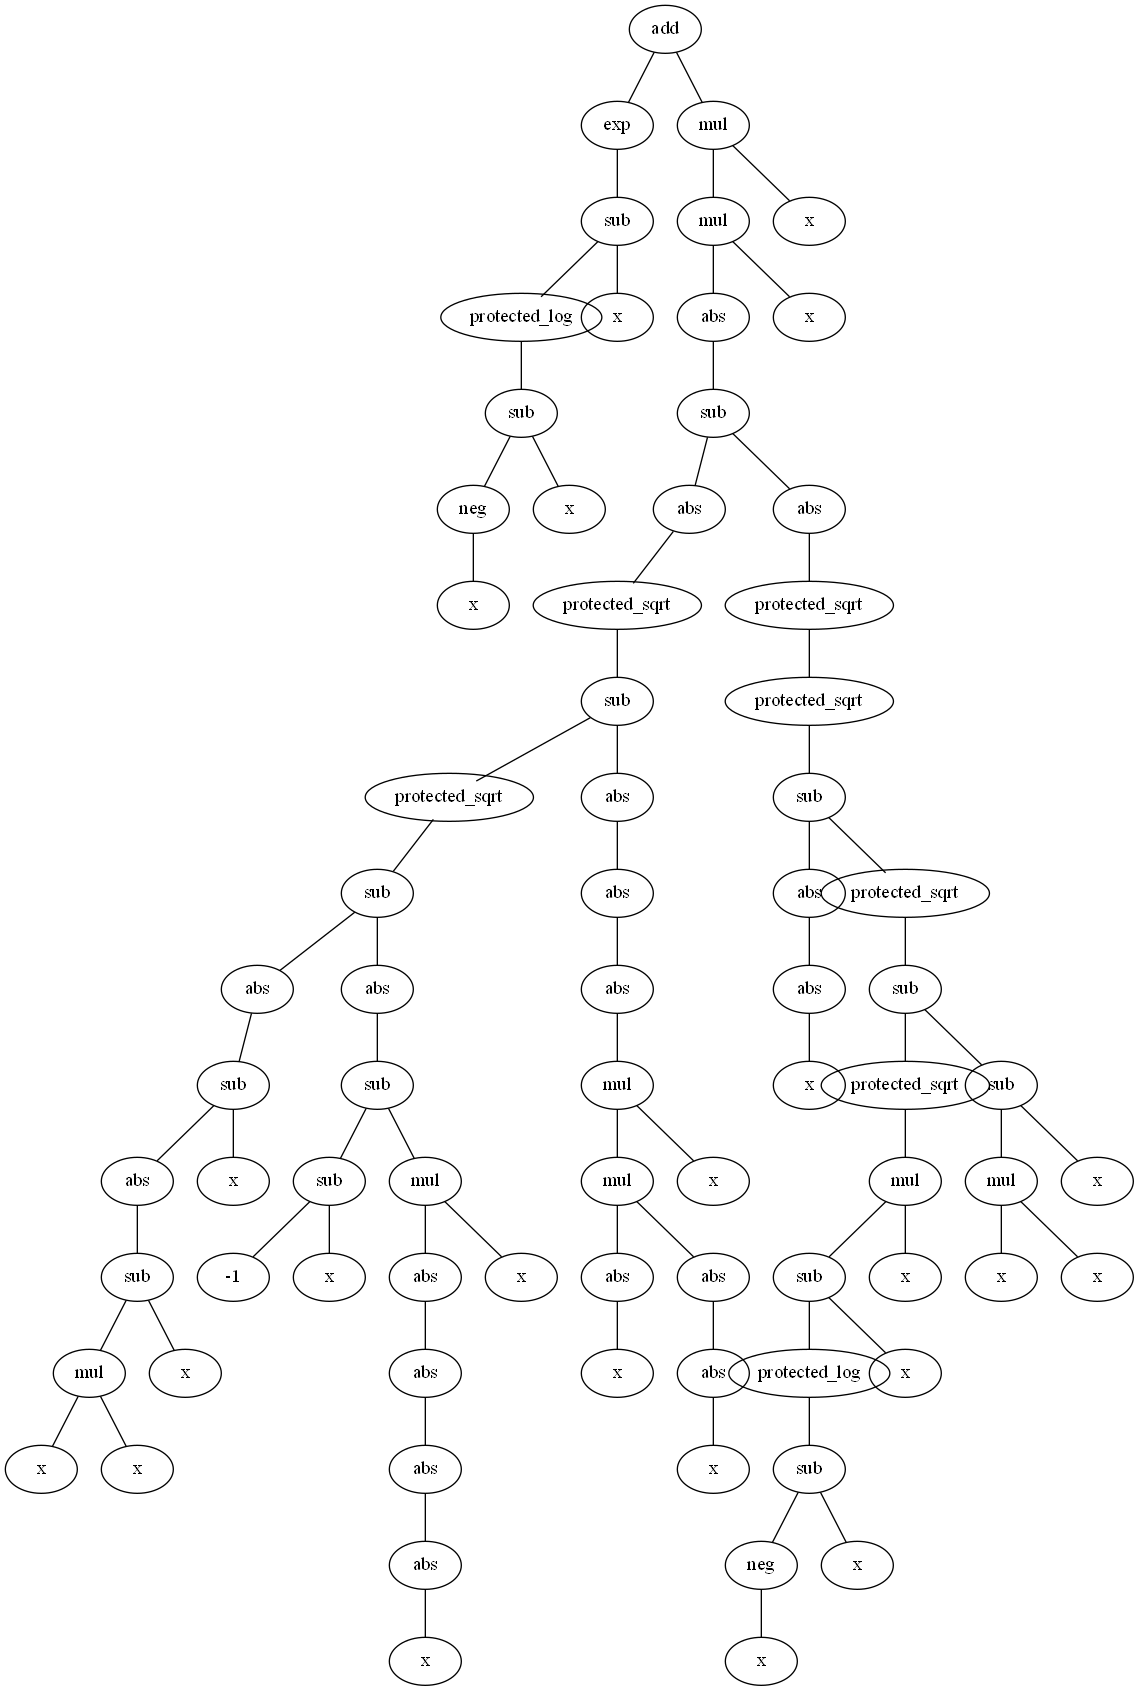 add
exp mul
sub mul x
protected_log x abs x
sub sub
neg x abs abs
x protected_sqrt protected_sqrt
sub protected_sqrt
protected_sqrt abs sub
sub abs abs protected_sqrt
abs abs abs abs sub
sub sub mul x protected_sqrt sub
abs x sub mul mul x mul mul x
sub -1 x abs x abs abs sub x x x
mul x abs x abs protected_log x
x x abs x sub
abs neg x
x x